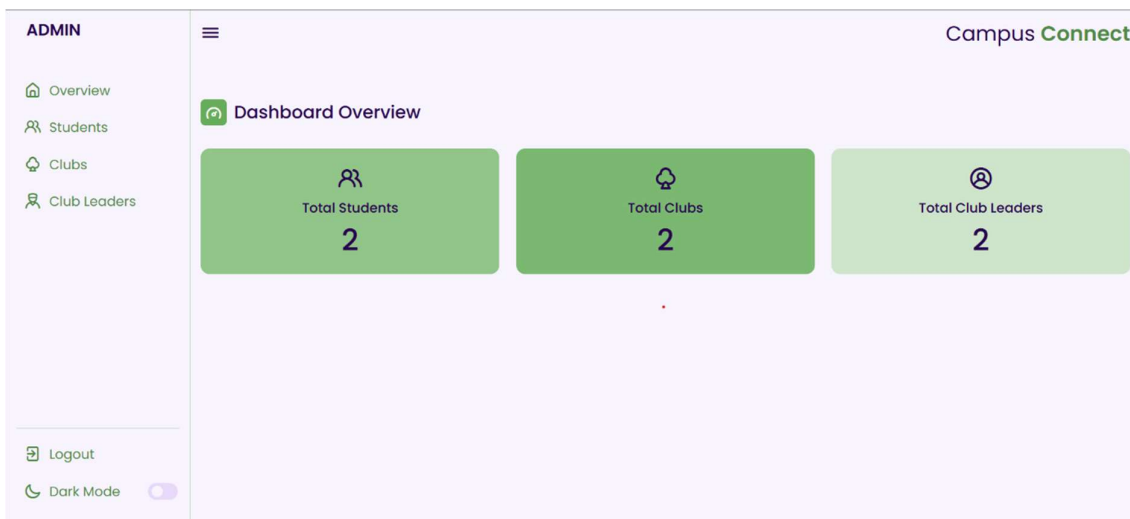 ADMIN
Campus Connect
Overview
Students
Clubs
Club Leaders
Dashboard Overview
Total Students
2
Total Clubs
2
Total Club Leaders
2
Logout
Dark Mode